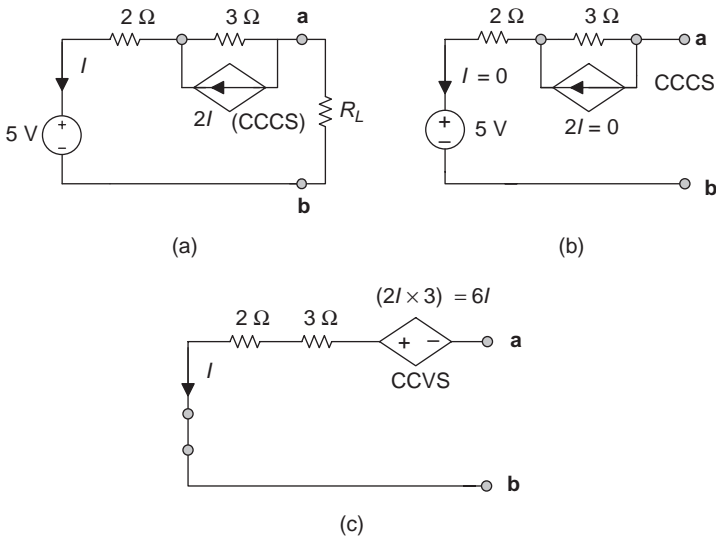 2 Ω
3 Ω
a
I
2I
(CCCS)
R_L
5 V
+
−
b
(a)
2 Ω
3 Ω
a
I = 0
CCCS
2I = 0
+
−
5 V
b
(b)
(2I × 3) = 6I
2 Ω
3 Ω
+ −
a
I
CCVS
b
(c)